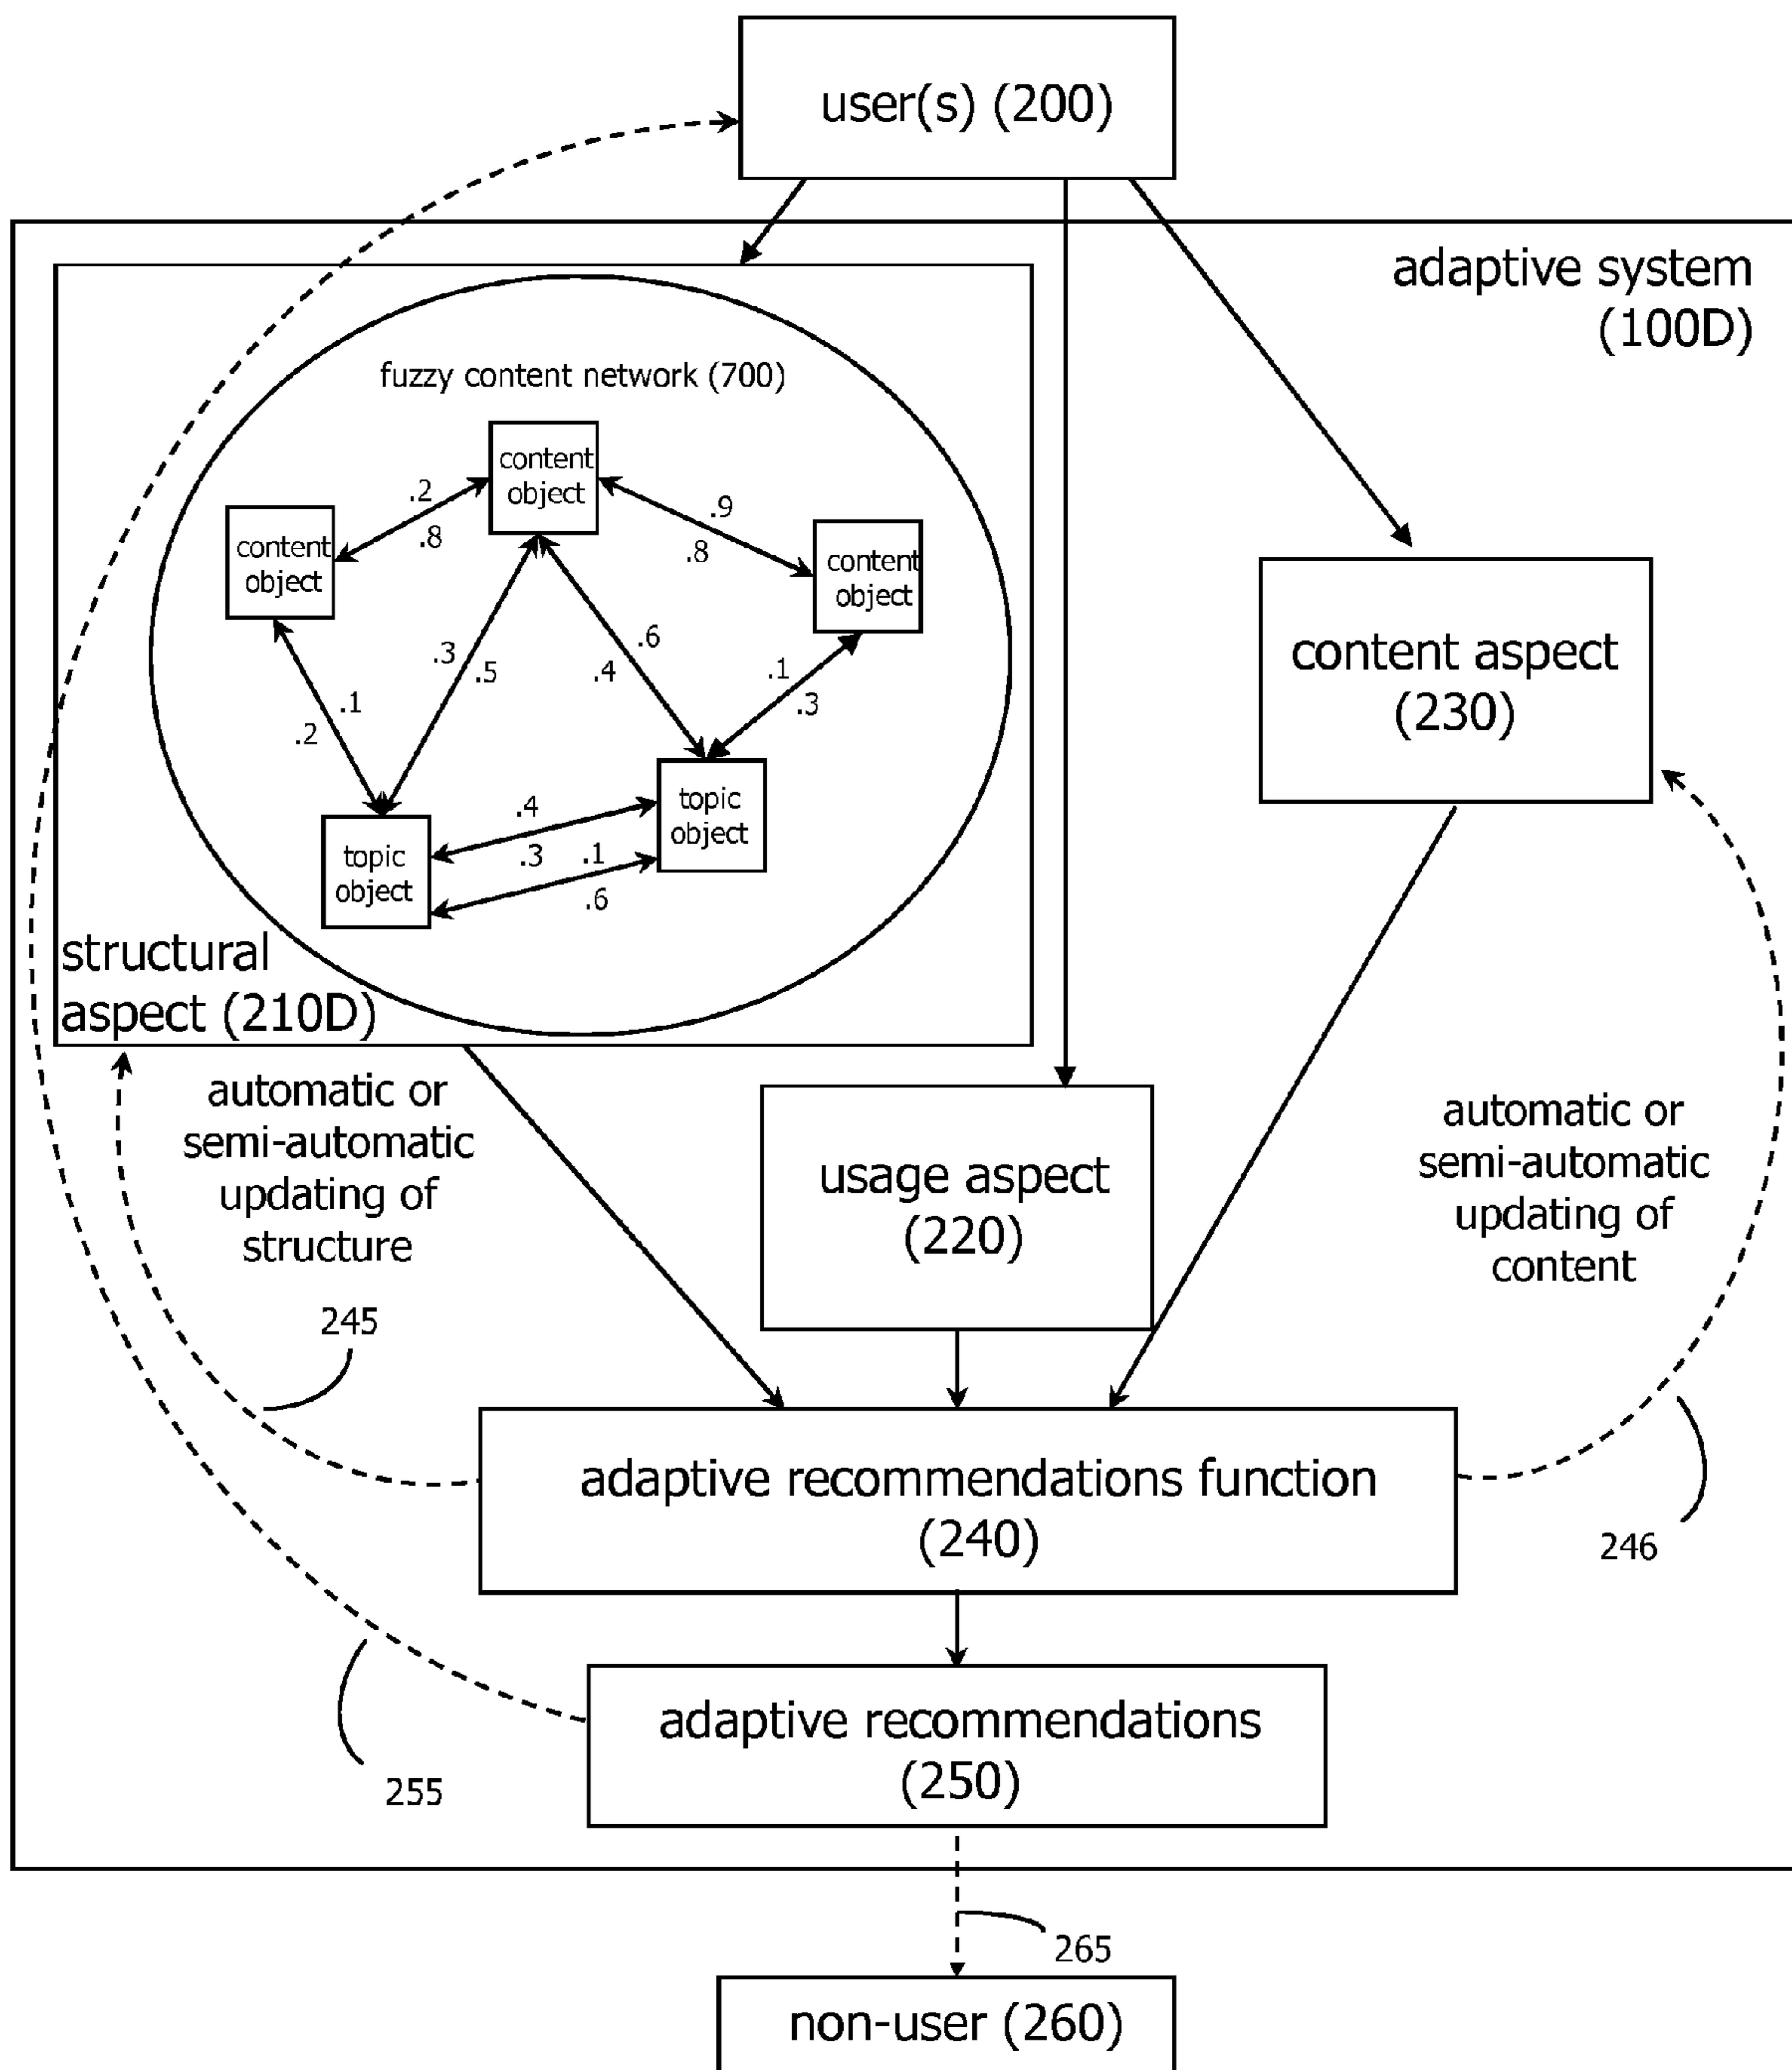 user(s) (200)
adaptive system
(100D)
fuzzy content network (700)
content
object
.2
.8
content
object
.9
.8
content
object
.3
.5
.6
.4
.1
.3
.1
.2
topic
object
.4
.3
.1
.6
topic
object
structural
aspect (210D)
content aspect
(230)
automatic or
semi-automatic
updating of
structure
245
usage aspect
(220)
automatic or
semi-automatic
updating of
content
246
adaptive recommendations function
(240)
adaptive recommendations
(250)
255
265
non-user (260)